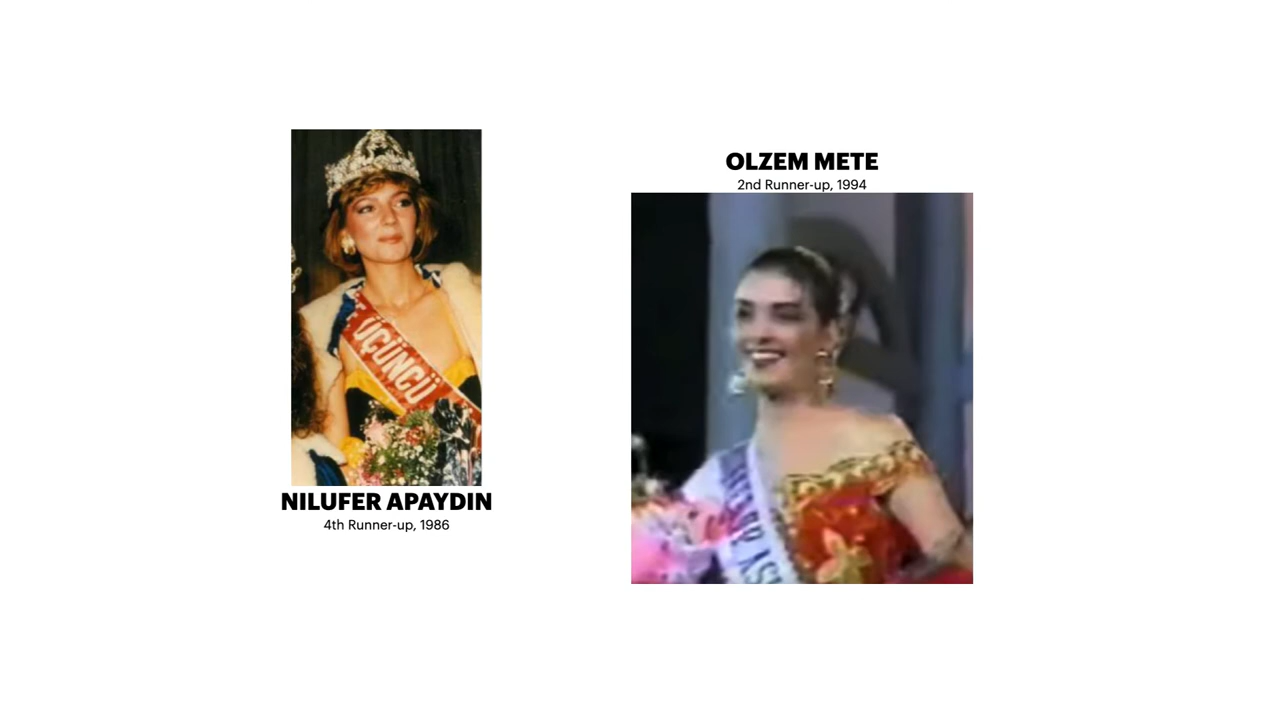 ÜÇÜNCÜ
NILUFER APAYDIN
4th Runner-up, 1986
OLZEM METE
2nd Runner-up, 1994